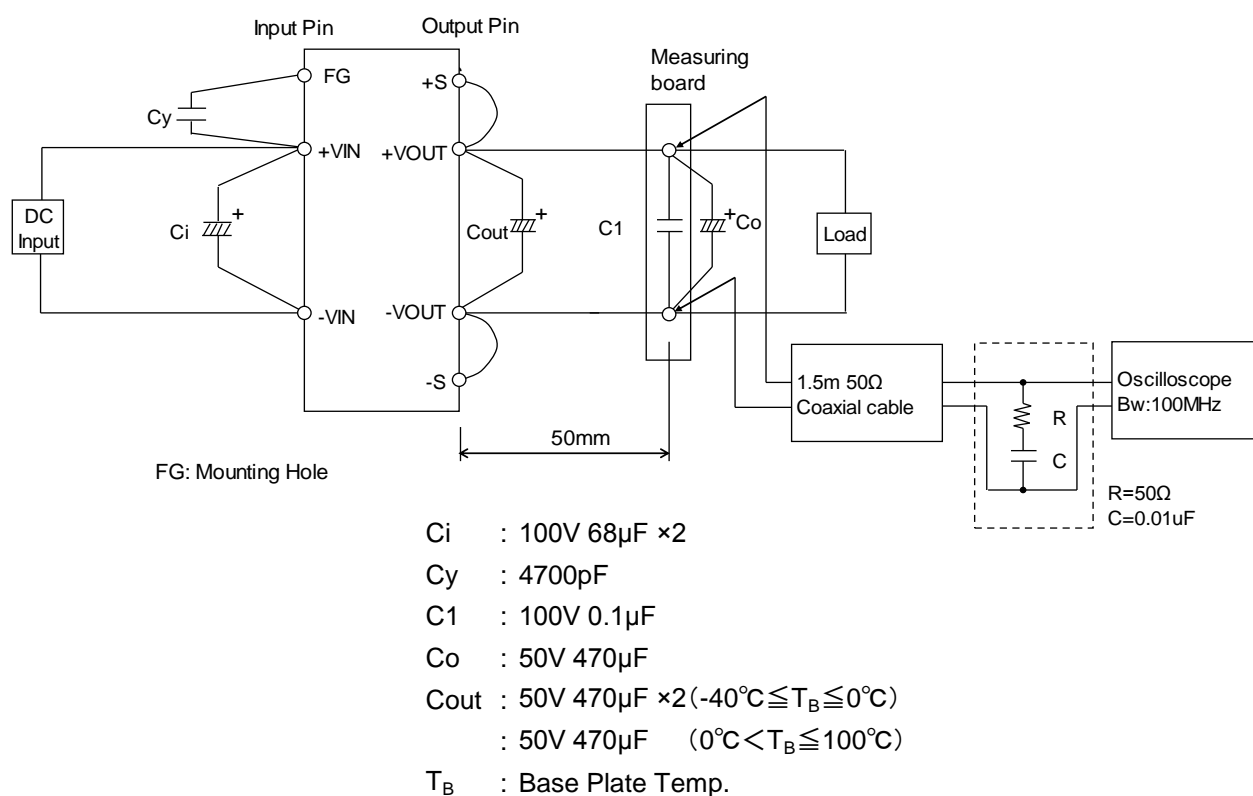 Input Pin
Output Pin
Measuring
board
FG
+S
Cy
+VIN
+VOUT
DC
Input
Ci
+
Cout
+
C1
+
Co
Load
-VIN
-VOUT
-S
1.5m 50Ω
Coaxial cable
R
C
Oscilloscope
Bw:100MHz
50mm
FG: Mounting Hole
R=50Ω
C=0.01uF
Ci : 100V 68μF ×2
Cy : 4700pF
C1 : 100V 0.1μF
Co : 50V 470μF
Cout : 50V 470μF ×2(-40℃≦TB≦0℃)
: 50V 470μF (0℃<TB≦100℃)
TB : Base Plate Temp.